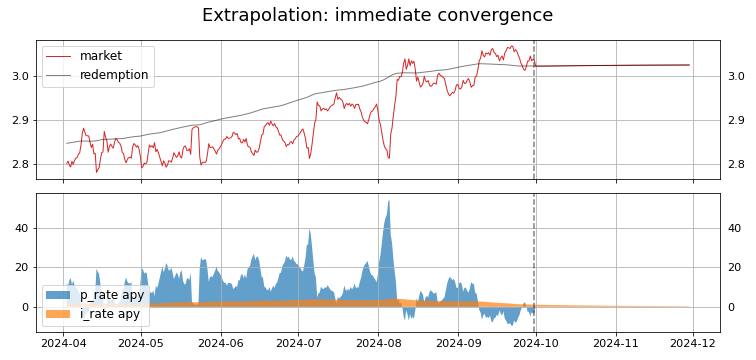 Extrapolation: immediate convergence
market
redemption
3.0 3.0
2.9 2.9
2.8 2.8
40 40
20 20
0 0
p_rate apy
i_rate apy
2024-04 2024-05 2024-06 2024-07 2024-08 2024-09 2024-10 2024-11 2024-12